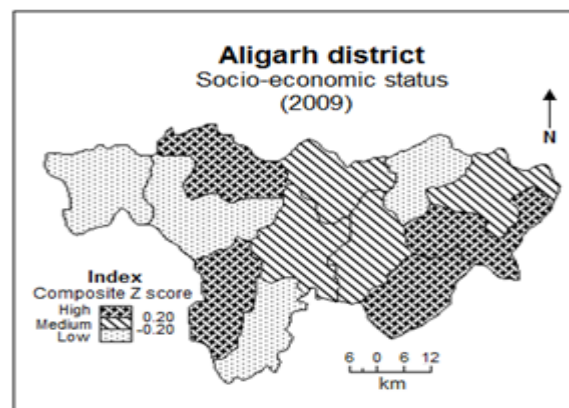 Aligarh district
Socio-economic status
(2009)
N
Index
Composite Z score
High
0.20
Medium
-0.20
Low
6 0 6 12
km